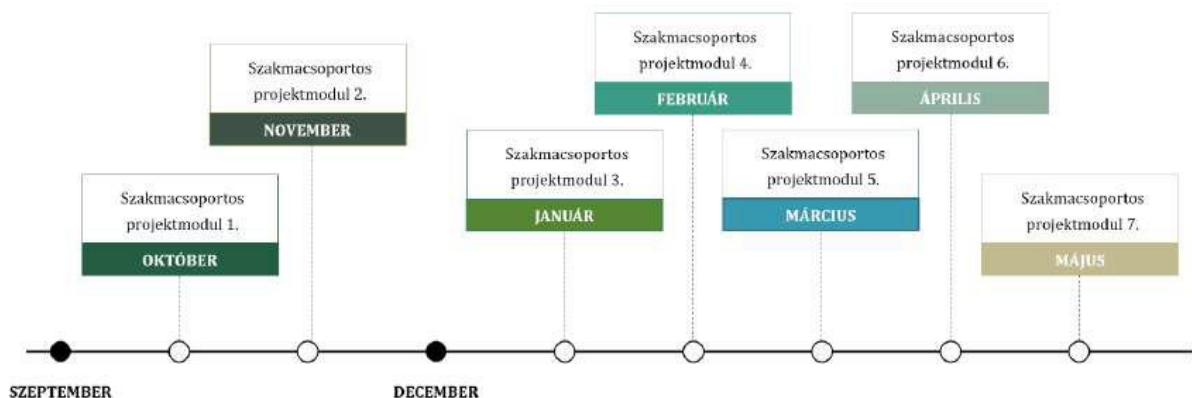 Szakmacsoportos
projektmodul 1.
OKTÓBER
Szakmacsoportos
projektmodul 2.
NOVEMBER
Szakmacsoportos
projektmodul 3.
JANUÁR
Szakmacsoportos
projektmodul 4.
FEBRUÁR
Szakmacsoportos
projektmodul 5.
MÁRCIUS
Szakmacsoportos
projektmodul 6.
ÁPRILIS
Szakmacsoportos
projektmodul 7.
MÁJUS
SZEPTEMBER
DECEMBER